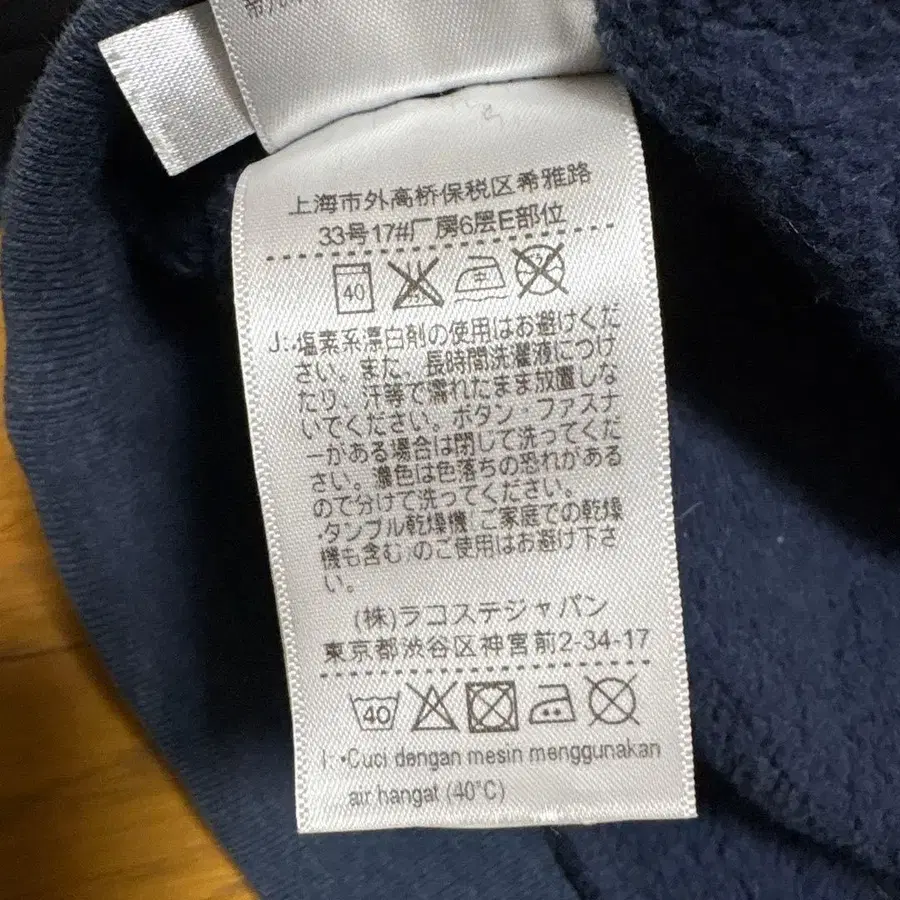 上海市外高桥保税区希雅路
33号17#厂房6层E部位
40
J:.塩素系漂白剤の使用はお避けくだ
さい。また、長時間洗濯液につけ
たり、汗等で濡れたまま放置しな
いでください。ボタン・ファスナ
ーがある場合は閉じて洗ってくだ
さい。濃色は色落ちの恐れがある
ので分けて洗ってください。
・タンブル乾燥機(ご家庭での乾燥
機も含む)のご使用はお避け下さ
い。
(株)ラコステジャパン
東京都渋谷区神宮前2-34-17
40
I: •Cuci dengan mesin menggunakan
air hangat (40°C)